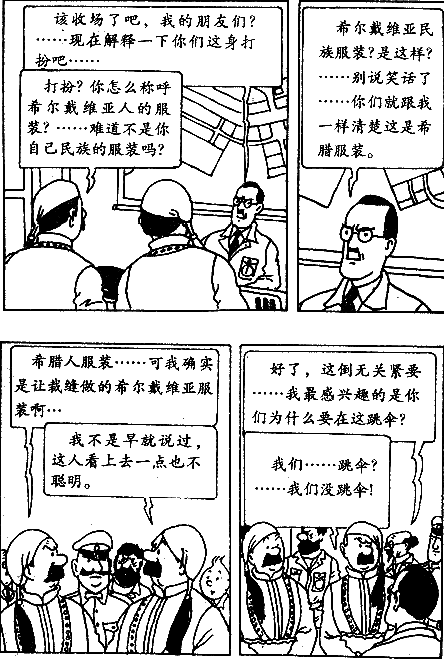 该收场了吧，我的朋友们？
……现在解释一下你们这身打
扮吧……
打扮？你怎么称呼
希尔戴维亚人的服
装？……难道不是你
自己民族的服装吗？
希尔戴维亚民
族服装？是这样？
……别说笑话了
……你们就跟我
一样清楚这是希
腊服装。
希腊人服装……可我确实
是让裁缝做的希尔戴维亚服
装啊…
我不是早就说过，
这人看上去一点也不
聪明。
好了，这倒无关紧要
……我最感兴趣的是你
们为什么要在这跳伞？
我们……跳伞？
……我们没跳伞！